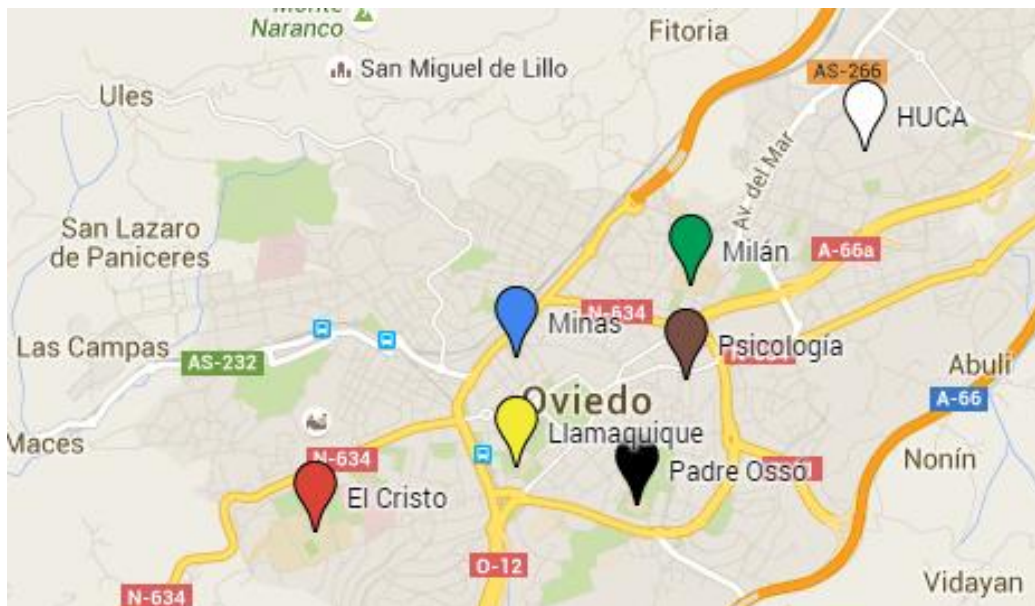 Monte
Naranco
Fitoria
San Miguel de Lillo
AS-266
Ules
HUCA
Av. del Mar
San Lazaro
de Paniceres
Milán
A-66a
N-634
Minas
Las Campas
AS-232
Psicología
N-634
Abuli
A-66
Oviedo
Llamaquique
Maces
N-634
Padre Ossó
Nonín
El Cristo
O-12
N-634
Vidayan